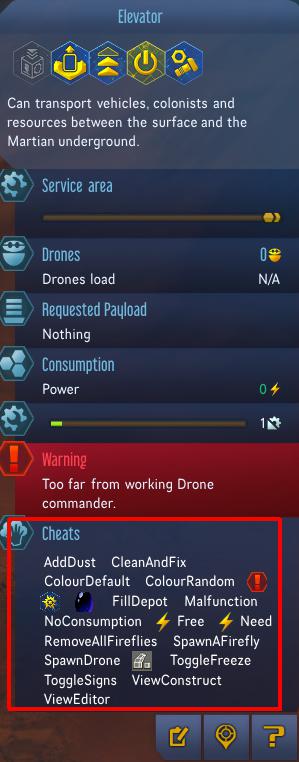 Elevator
Can transport vehicles, colonists and
resources between the surface and the
Martian underground.
Service area
Drones 0
Drones load N/A
Requested Payload
Nothing
Consumption
Power 0
1
Warning
Too far from working Drone
commander.
Cheats
AddDust CleanAndFix
ColourDefault ColourRandom
FillDepot Malfunction
NoConsumption Free Need
RemoveAllFireflies SpawnAFirefly
SpawnDrone ToggleFreeze
ToggleSigns ViewConstruct
ViewEditor
?